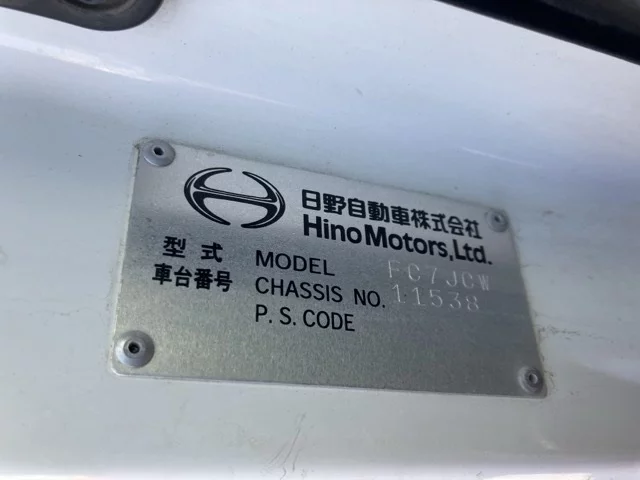 日野自動車株式会社
Hino Motors, Ltd.
型式 MODEL FC7JCW
車台番号 CHASSIS NO. 11538
P.S.CODE